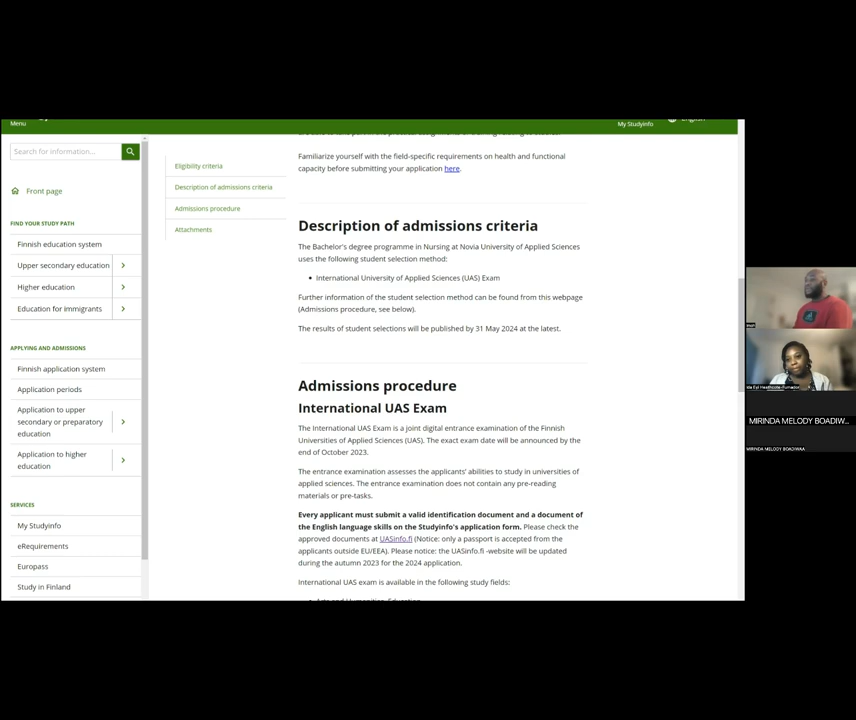 Menu
My Studyinfo
English
Search for information...
Front page
FIND YOUR STUDY PATH
Finnish education system
Upper secondary education
Higher education
Education for immigrants
APPLYING AND ADMISSIONS
Finnish application system
Application periods
Application to upper
secondary or preparatory
education
Application to higher
education
SERVICES
My Studyinfo
eRequirements
Europass
Study in Finland
Eligibility criteria
Description of admissions criteria
Admissions procedure
Attachments
Familiarize yourself with the field-specific requirements on health and functional
capacity before submitting your application here.
Description of admissions criteria
The Bachelor's degree programme in Nursing at Novia University of Applied Sciences
uses the following student selection method:
• International University of Applied Sciences (UAS) Exam
Further information of the student selection method can be found from this webpage
(Admissions procedure, see below).
The results of student selections will be published by 31 May 2024 at the latest.
Admissions procedure
International UAS Exam
The International UAS Exam is a joint digital entrance examination of the Finnish
Universities of Applied Sciences (UAS). The exact exam date will be announced by the
end of October 2023.
The entrance examination assesses the applicants' abilities to study in universities of
applied sciences. The entrance examination does not contain any pre-reading
materials or pre-tasks.
Every applicant must submit a valid identification document and a document of
the English language skills on the Studyinfo's application form. Please check the
approved documents at UASinfo.fi (Notice: only a passport is accepted from the
applicants outside EU/EEA). Please notice: the UASinfo.fi -website will be updated
during the autumn 2023 for the 2024 application.
International UAS exam is available in the following study fields:
MIRINDA MELODY BOADIW...
MIRINDA MELODY BOADIWAA